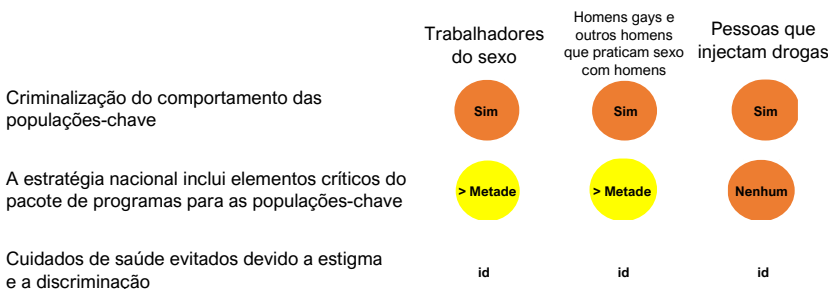 Trabalhadores
do sexo
Homens gays e
outros homens
que praticam sexo
com homens
Pessoas que
injectam drogas
Criminalização do comportamento das
populações-chave
Sim
Sim
Sim
A estratégia nacional inclui elementos críticos do
pacote de programas para as populações-chave
> Metade
> Metade
Nenhum
Cuidados de saúde evitados devido a estigma
e a discriminação
id
id
id